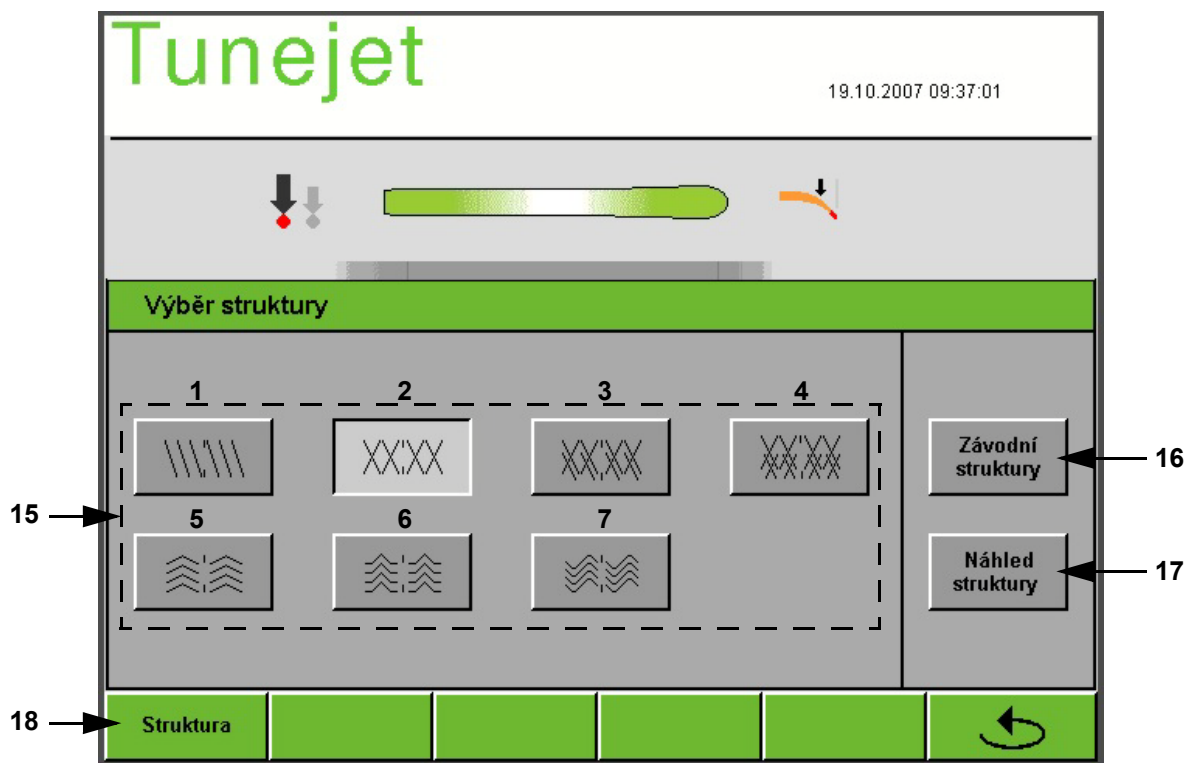 Tunejet
19.10.2007 09:37:01
Výběr struktury
1 2 3 4
Závodní
struktury
16
15
5 6 7
Náhled
struktury
17
18
Struktura